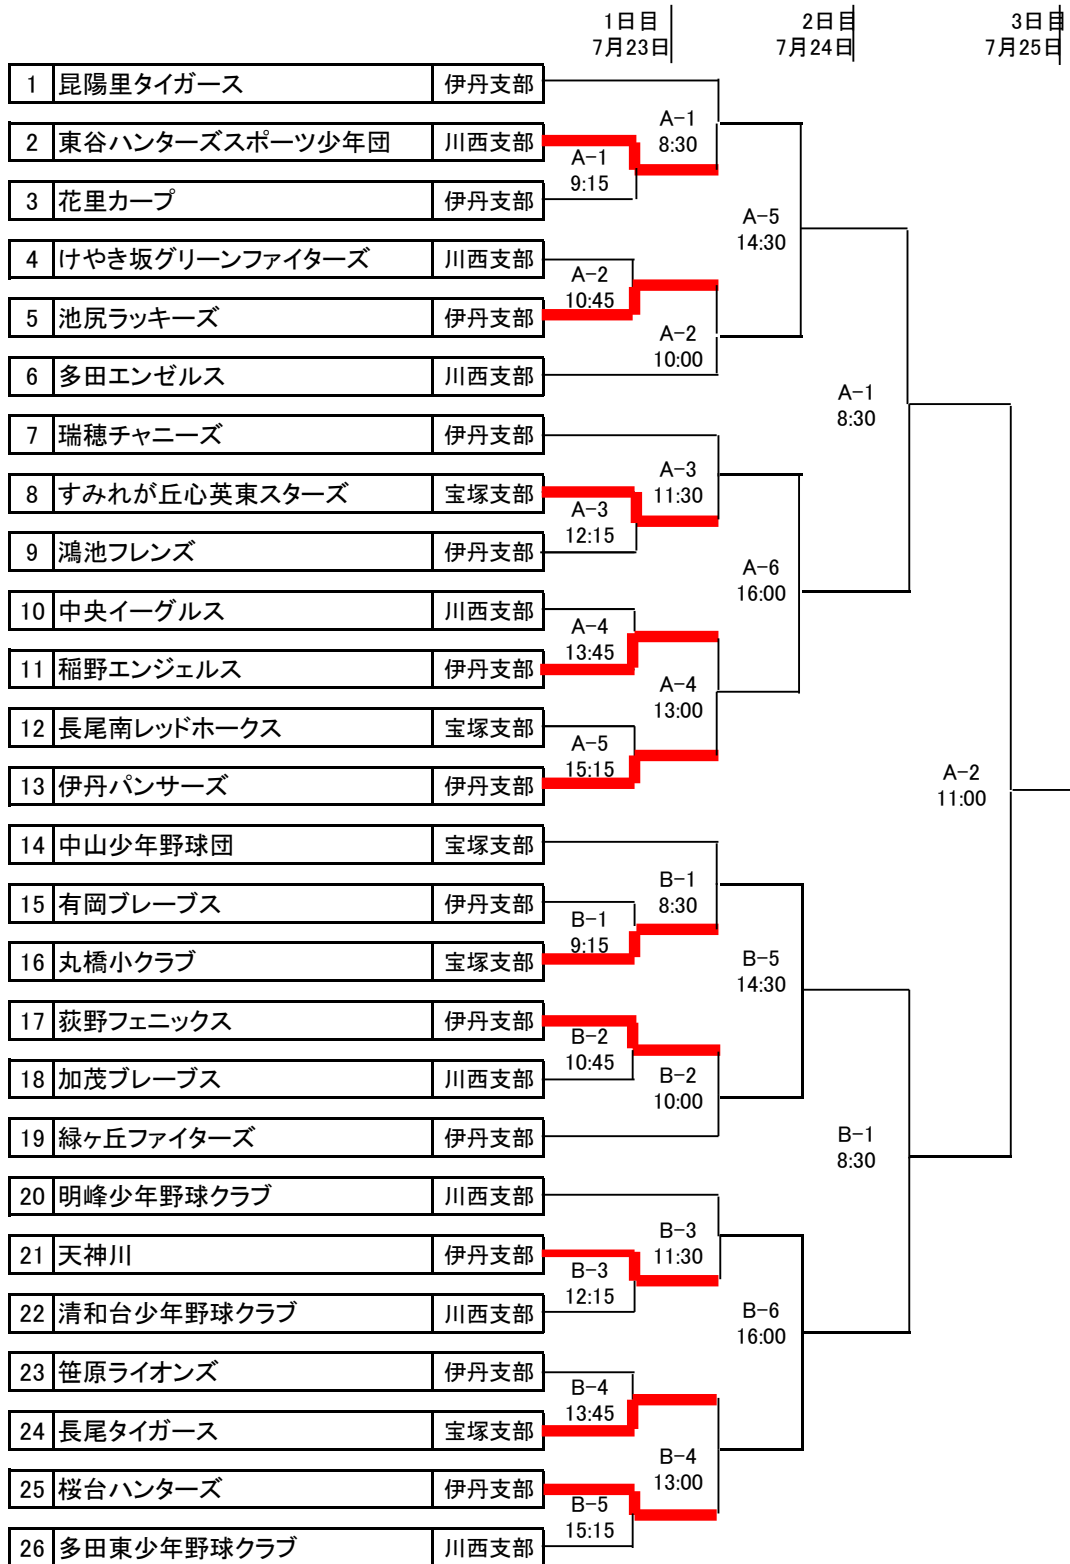 1日目 2日目 3日目
7月23日 7月24日 7月25日
1 昆陽里タイガース 伊丹支部
2 東谷ハンターズスポーツ少年団 川西支部
3 花里カープ 伊丹支部
4 けやき坂グリーンファイターズ 川西支部
5 池尻ラッキーズ 伊丹支部
6 多田エンゼルス 川西支部
7 瑞穂チャニーズ 伊丹支部
8 すみれが丘心英東スターズ 宝塚支部
9 鴻池フレンズ 伊丹支部
10 中央イーグルス 川西支部
11 稲野エンジェルス 伊丹支部
12 長尾南レッドホークス 宝塚支部
13 伊丹パンサーズ 伊丹支部
14 中山少年野球団 宝塚支部
15 有岡ブレーブス 伊丹支部
16 丸橋小クラブ 宝塚支部
17 荻野フェニックス 伊丹支部
18 加茂ブレーブス 川西支部
19 緑ヶ丘ファイターズ 伊丹支部
20 明峰少年野球クラブ 川西支部
21 天神川 伊丹支部
22 清和台少年野球クラブ 川西支部
23 笹原ライオンズ 伊丹支部
24 長尾タイガース 宝塚支部
25 桜台ハンターズ 伊丹支部
26 多田東少年野球クラブ 川西支部
A-1
9:15
A-2
10:45
A-3
12:15
A-4
13:45
A-5
15:15
B-1
9:15
B-2
10:45
B-3
12:15
B-4
13:45
B-5
15:15
A-1
8:30
A-2
10:00
A-3
11:30
A-4
13:00
B-1
8:30
B-2
10:00
B-3
11:30
B-4
13:00
A-5
14:30
A-6
16:00
B-5
14:30
B-6
16:00
A-1
8:30
B-1
8:30
A-2
11:00